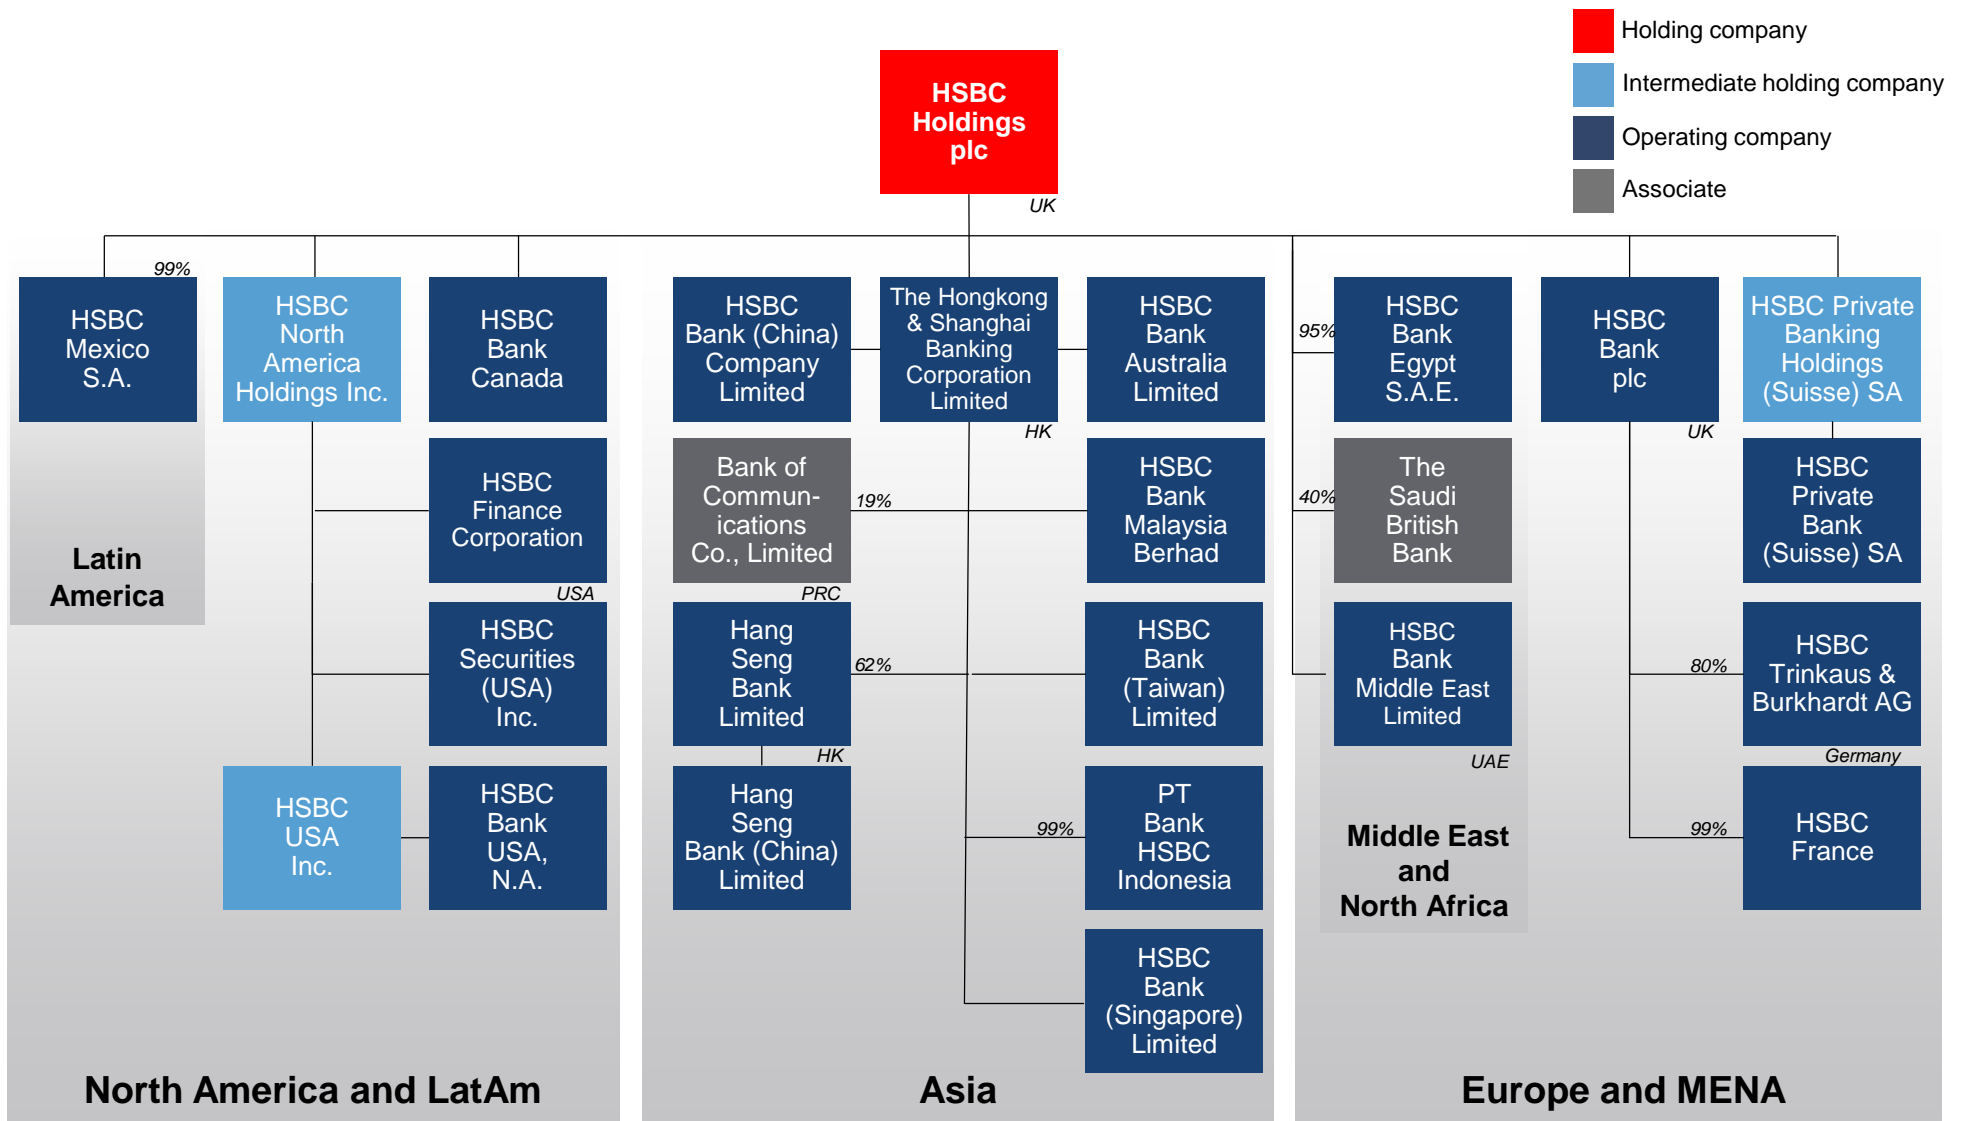 Holding company
Intermediate holding company
Operating company
Associate
HSBC
Holdings
plc
UK
99%
HSBC
Mexico
S.A.
HSBC
North
America
Holdings Inc.
HSBC
Bank
Canada
HSBC
Bank (China)
Company
Limited
The Hongkong
& Shanghai
Banking
Corporation
Limited
HK
HSBC
Bank
Australia
Limited
95%
HSBC
Bank
Egypt
S.A.E.
HSBC
Bank
plc
UK
HSBC Private
Banking
Holdings
(Suisse) SA
Latin
America
HSBC
Finance
Corporation
USA
Bank of
Commun-
ications
Co., Limited
19%
PRC
HSBC
Bank
Malaysia
Berhad
40%
The
Saudi
British
Bank
HSBC
Private
Bank
(Suisse) SA
HSBC
Securities
(USA)
Inc.
Hang
Seng
Bank
Limited
62%
HK
HSBC
Bank
(Taiwan)
Limited
HSBC
Bank
Middle East
Limited
UAE
80%
HSBC
Trinkaus &
Burkhardt AG
Germany
HSBC
USA
Inc.
HSBC
Bank
USA,
N.A.
Hang
Seng
Bank (China)
Limited
99%
PT
Bank
HSBC
Indonesia
Middle East
and
North Africa
99%
HSBC
France
HSBC
Bank
(Singapore)
Limited
North America and LatAm
Asia
Europe and MENA